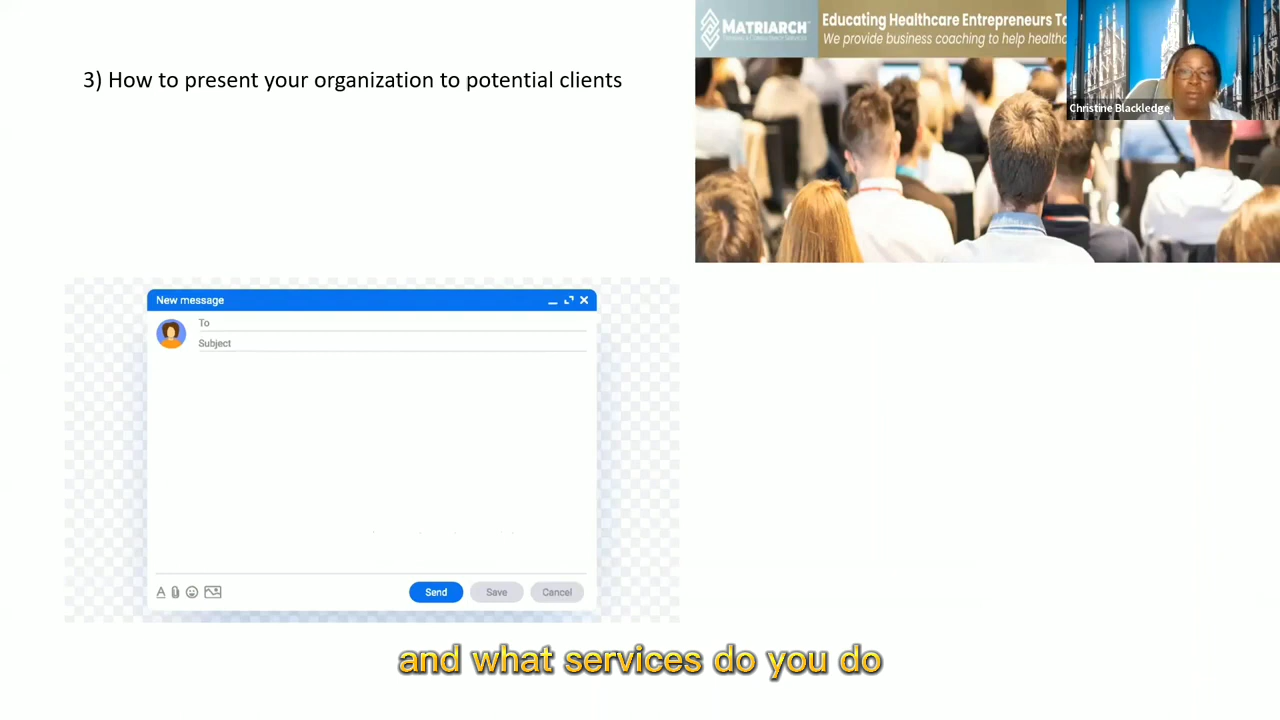 3) How to present your organization to potential clients
MATRIARCH
Educating Healthcare Entrepreneurs To
We provide business coaching to help healthc
Christine Blackledge
New message
To
Subject
A
Send
Save
Cancel
and what services do you do